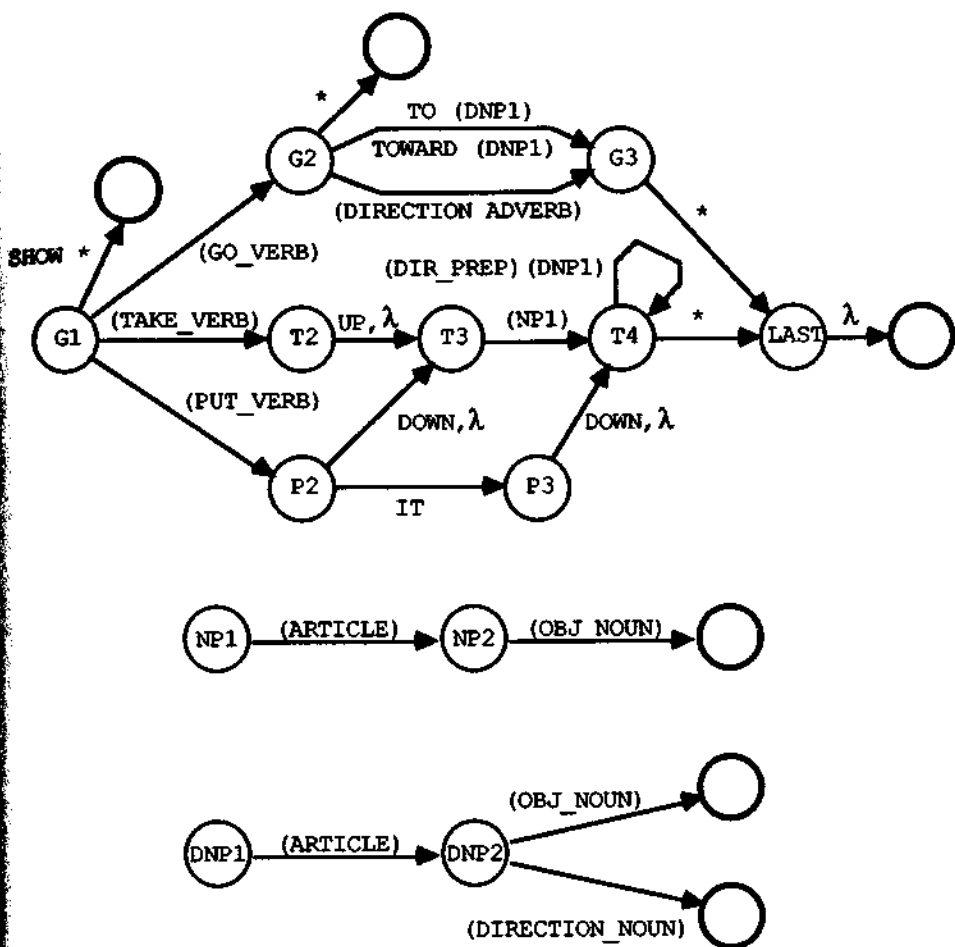 *
TO (DNP1)
G2
TOWARD (DNP1)
G3
(DIRECTION ADVERB)
*
SHOW *
(GO_VERB)
(DIR_PREP) (DNP1)
(TAKE_VERB)
UP, λ
(NP1)
*
λ
G1
T2
T3
T4
LAST
(PUT_VERB)
DOWN, λ
DOWN, λ
P2
P3
IT
NP1
(ARTICLE)
NP2
(OBJ NOUN)
(OBJ_NOUN)
DNP1
(ARTICLE)
DNP2
(DIRECTION_NOUN)